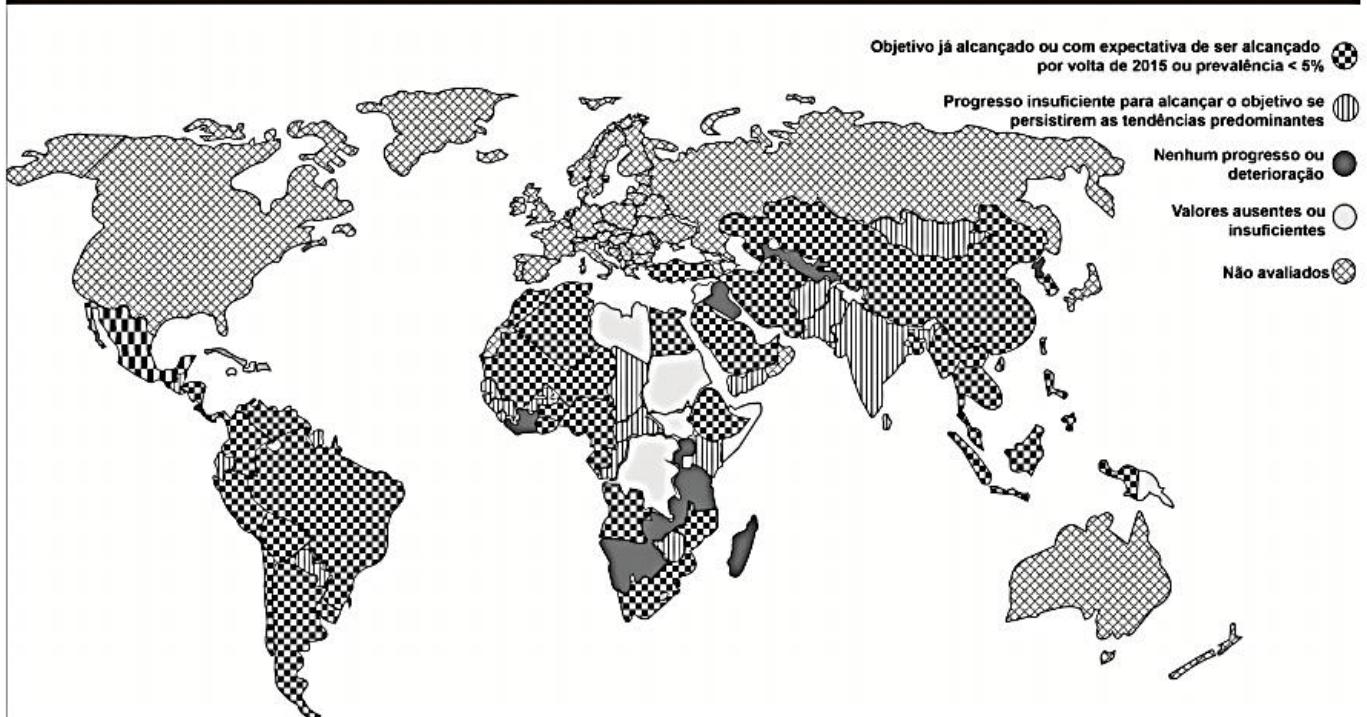 Objetivo já alcançado ou com expectativa de ser alcançado
por volta de 2015 ou prevalência < 5%
Progresso insuficiente para alcançar o objetivo se
persistirem as tendências predominantes
Nenhum progresso ou
deterioração
Valores ausentes ou
insuficientes
Não avaliados